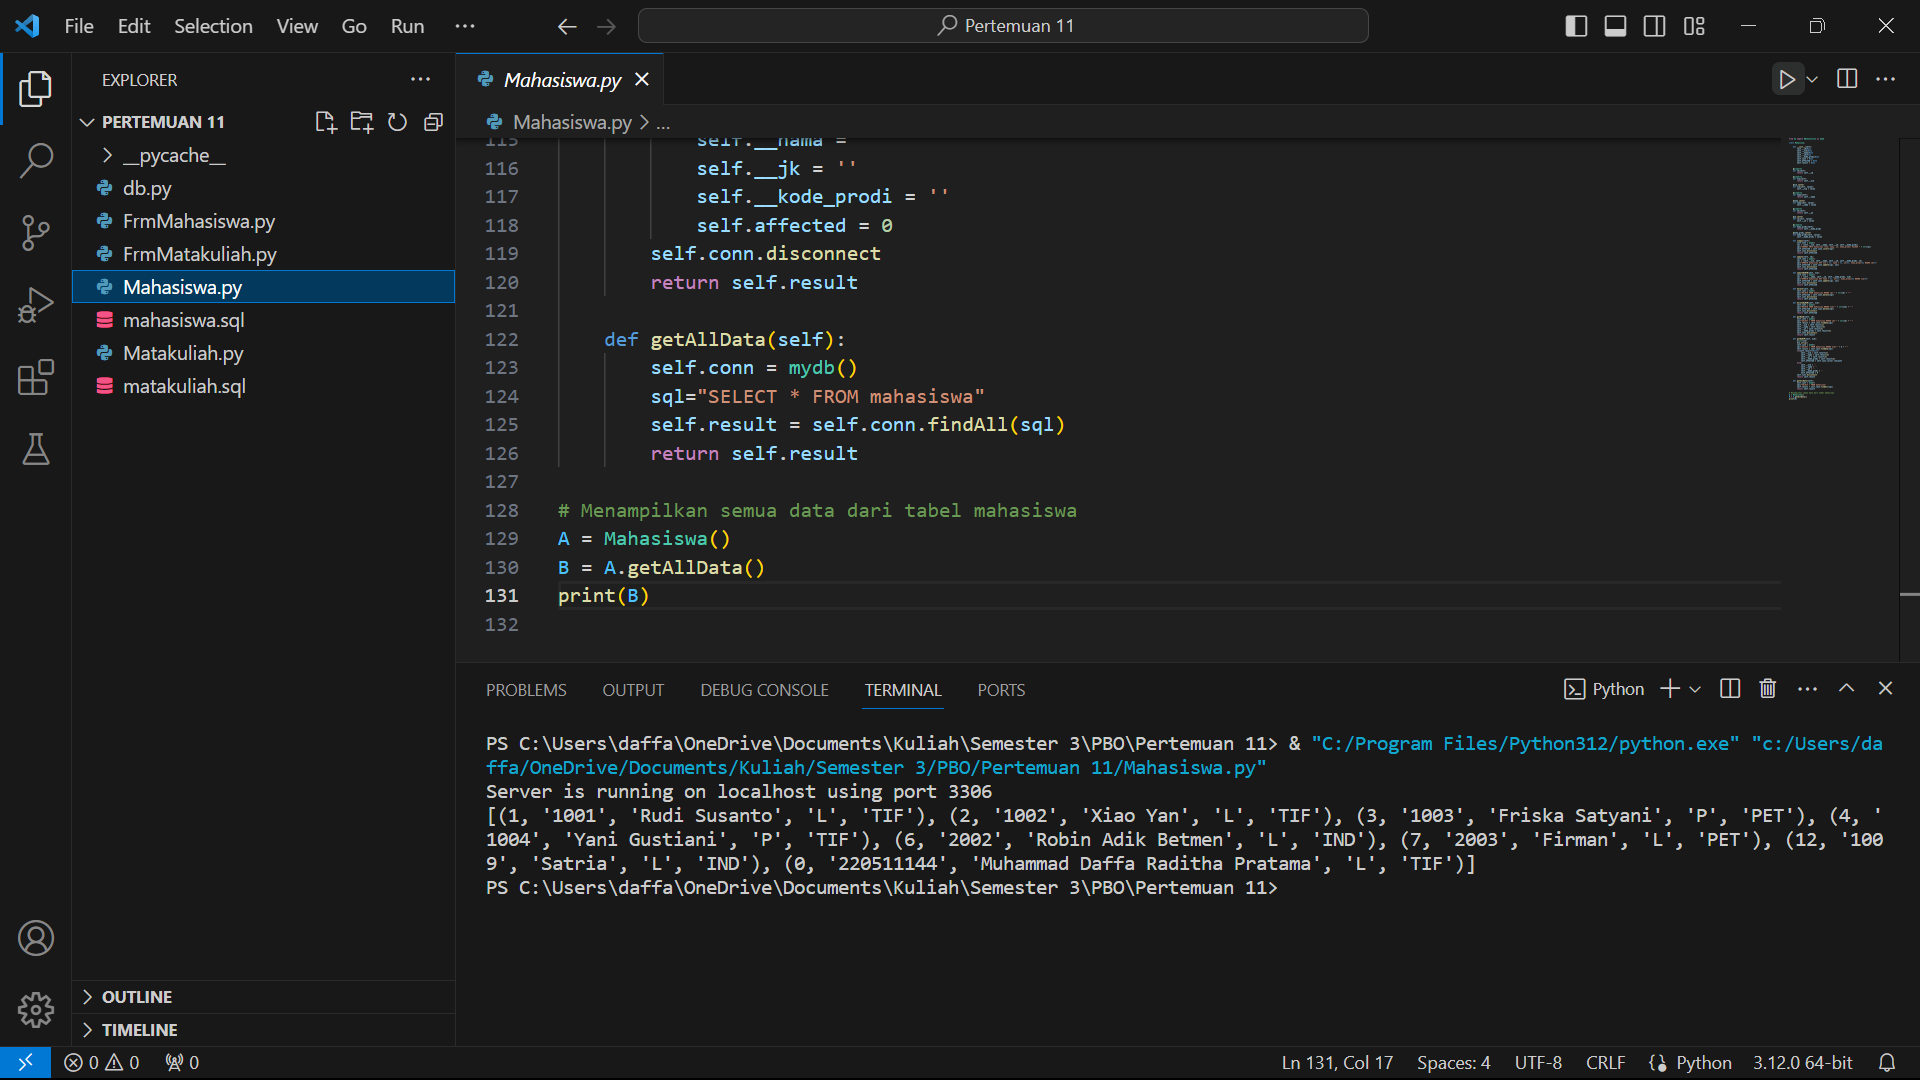 File Edit Selection View Go Run ···
Pertemuan 11
EXPLORER
PERTEMUAN 11
__pycache__
db.py
FrmMahasiswa.py
FrmMatakuliah.py
Mahasiswa.py
mahasiswa.sql
Matakuliah.py
matakuliah.sql
OUTLINE
TIMELINE
Mahasiswa.py
Mahasiswa.py > ...
115 self.__nama =
116 self.__jk = ''
117 self.__kode_prodi = ''
118 self.affected = 0
119 self.conn.disconnect
120 return self.result
121
122 def getAllData(self):
123 self.conn = mydb()
124 sql="SELECT * FROM mahasiswa"
125 self.result = self.conn.findAll(sql)
126 return self.result
127
128 # Menampilkan semua data dari tabel mahasiswa
129 A = Mahasiswa()
130 B = A.getAllData()
131 print(B)
132
PROBLEMS OUTPUT DEBUG CONSOLE TERMINAL PORTS
Python
PS C:\Users\daffa\OneDrive\Documents\Kuliah\Semester 3\PBO\Pertemuan 11> & "C:/Program Files/Python312/python.exe" "c:/Users/da
ffa/OneDrive/Documents/Kuliah/Semester 3/PBO/Pertemuan 11/Mahasiswa.py"
Server is running on localhost using port 3306
[(1, '1001', 'Rudi Susanto', 'L', 'TIF'), (2, '1002', 'Xiao Yan', 'L', 'TIF'), (3, '1003', 'Friska Satyani', 'P', 'PET'), (4, '
1004', 'Yani Gustiani', 'P', 'TIF'), (6, '2002', 'Robin Adik Betmen', 'L', 'IND'), (7, '2003', 'Firman', 'L', 'PET'), (12, '100
9', 'Satria', 'L', 'IND'), (0, '220511144', 'Muhammad Daffa Raditha Pratama', 'L', 'TIF')]
PS C:\Users\daffa\OneDrive\Documents\Kuliah\Semester 3\PBO\Pertemuan 11>
0 0 0
Ln 131, Col 17 Spaces: 4 UTF-8 CRLF Python 3.12.0 64-bit